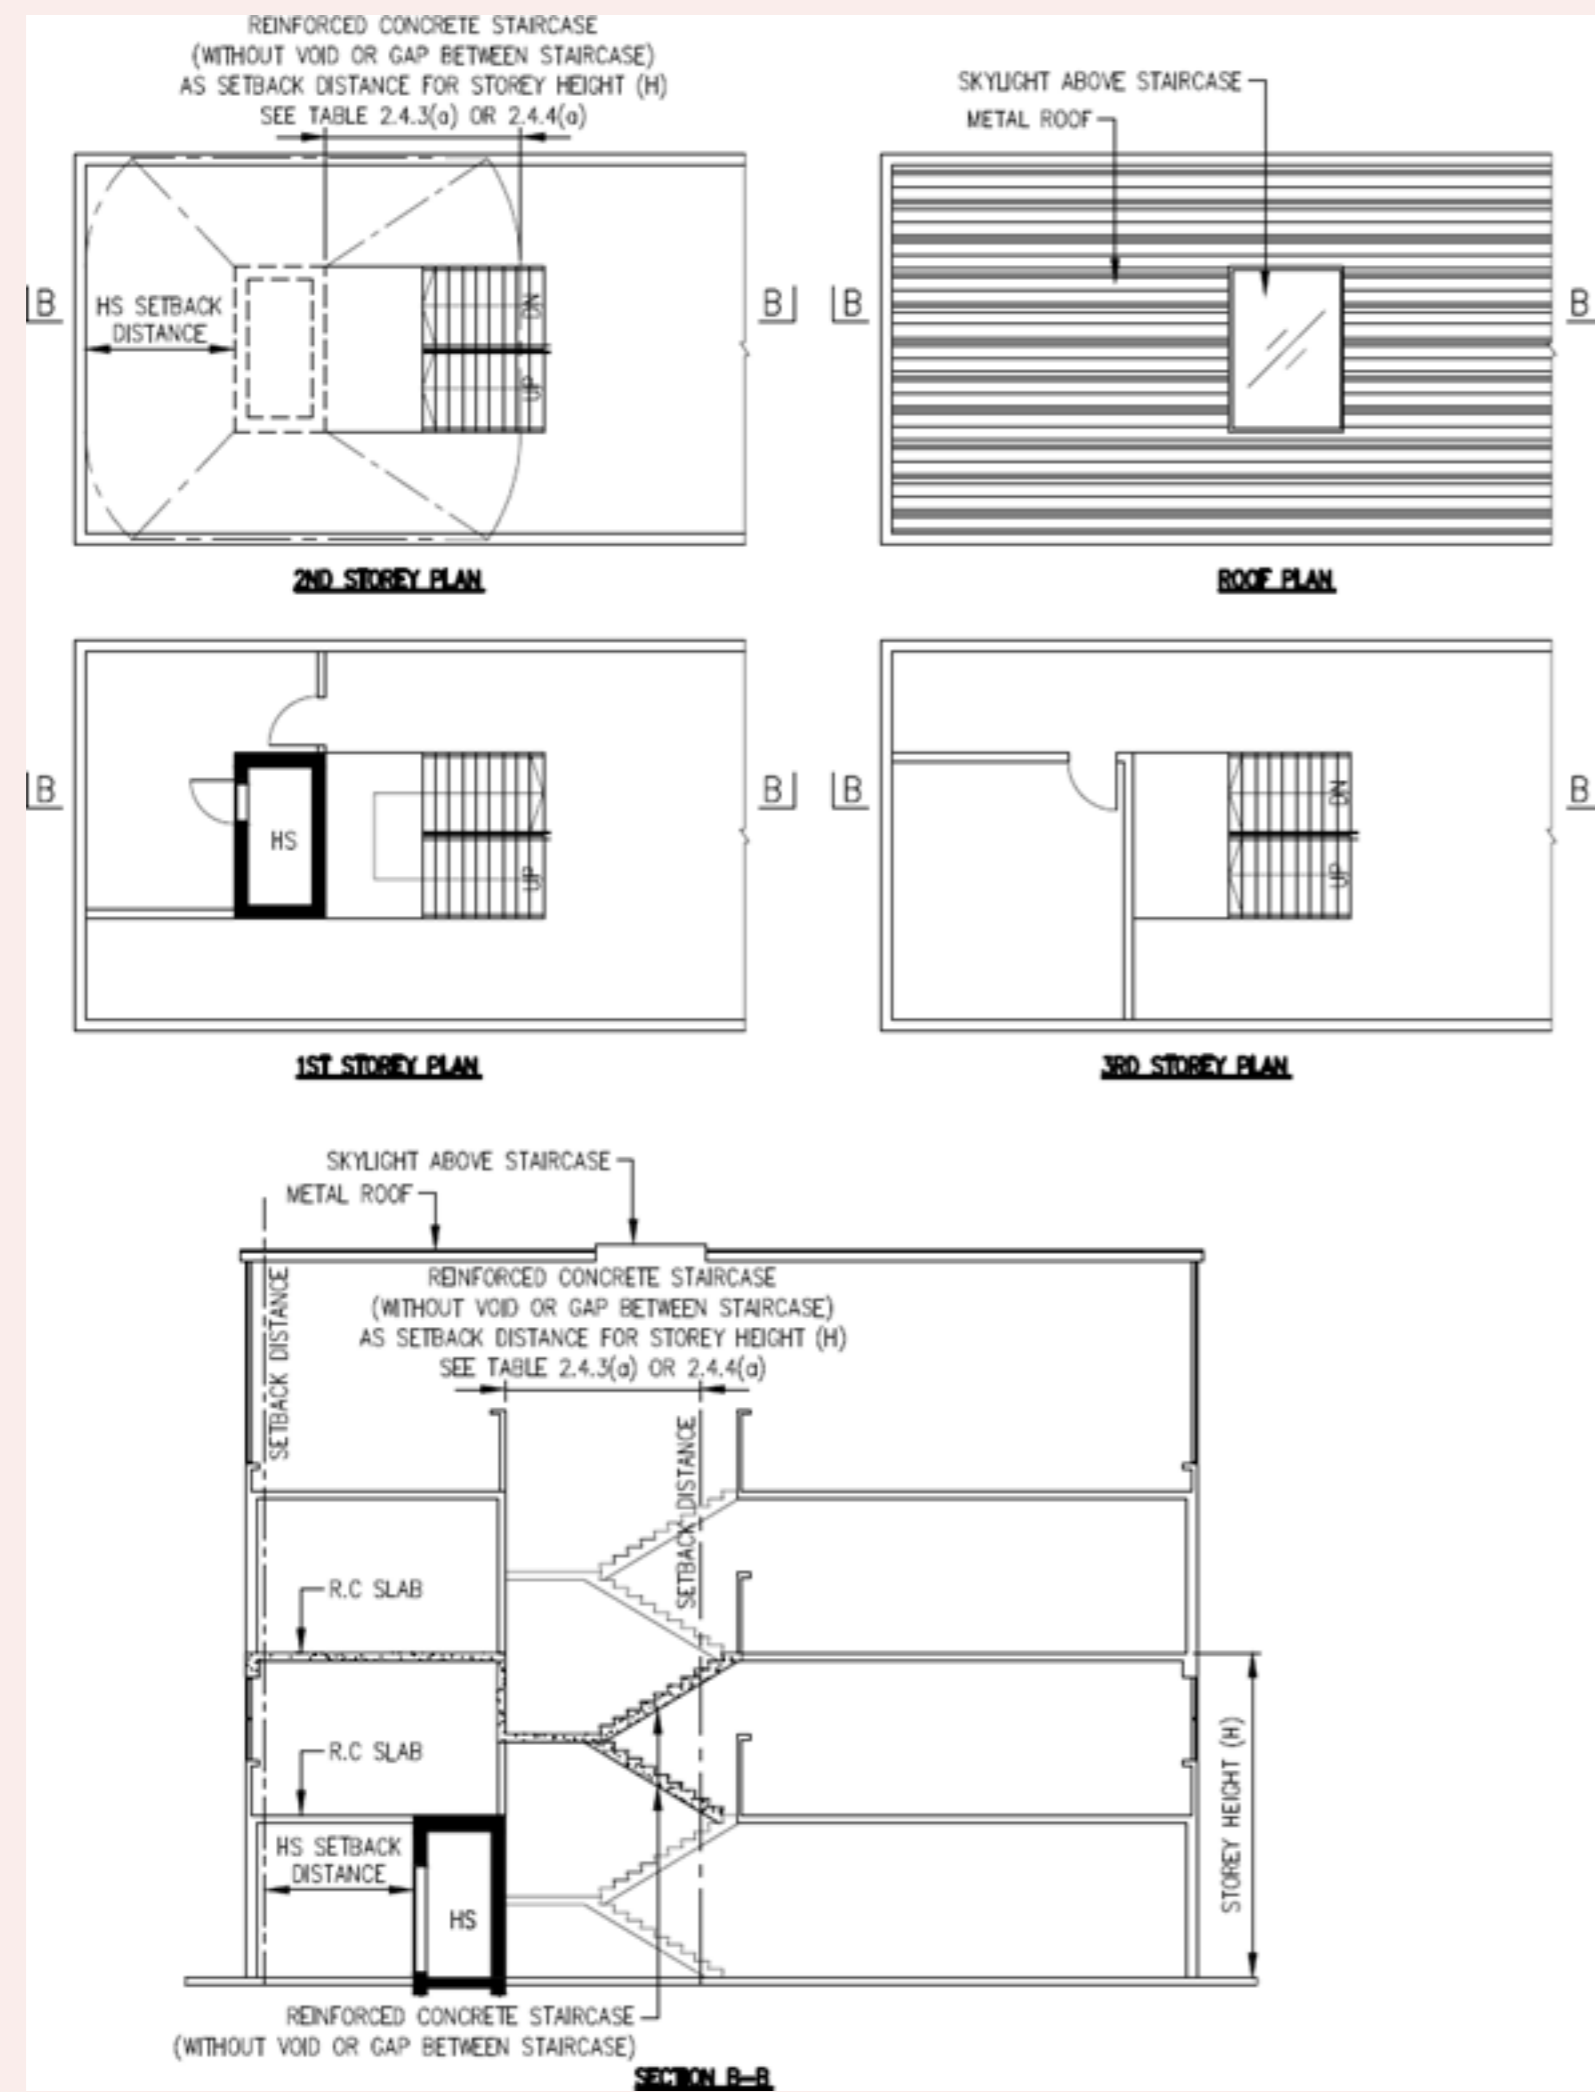 REINFORCED CONCRETE STAIRCASE
(WITHOUT VOID OR GAP BETWEEN STAIRCASE)
AS SETBACK DISTANCE FOR STOREY HEIGHT (H)
SEE TABLE 2.4.3(a) OR 2.4.4(a)
B
HS SETBACK
DISTANCE
DN
UP
B
2ND STOREY PLAN
SKYLIGHT ABOVE STAIRCASE
METAL ROOF
B
B
ROOF PLAN
B
HS
UP
B
1ST STOREY PLAN
B
DN
UP
B
3RD STOREY PLAN
SKYLIGHT ABOVE STAIRCASE
METAL ROOF
SETBACK DISTANCE
REINFORCED CONCRETE STAIRCASE
(WITHOUT VOID OR GAP BETWEEN STAIRCASE)
AS SETBACK DISTANCE FOR STOREY HEIGHT (H)
SEE TABLE 2.4.3(a) OR 2.4.4(a)
SETBACK DISTANCE
R.C SLAB
R.C SLAB
HS SETBACK
DISTANCE
HS
STOREY HEIGHT (H)
REINFORCED CONCRETE STAIRCASE
(WITHOUT VOID OR GAP BETWEEN STAIRCASE)
SECTION B-B